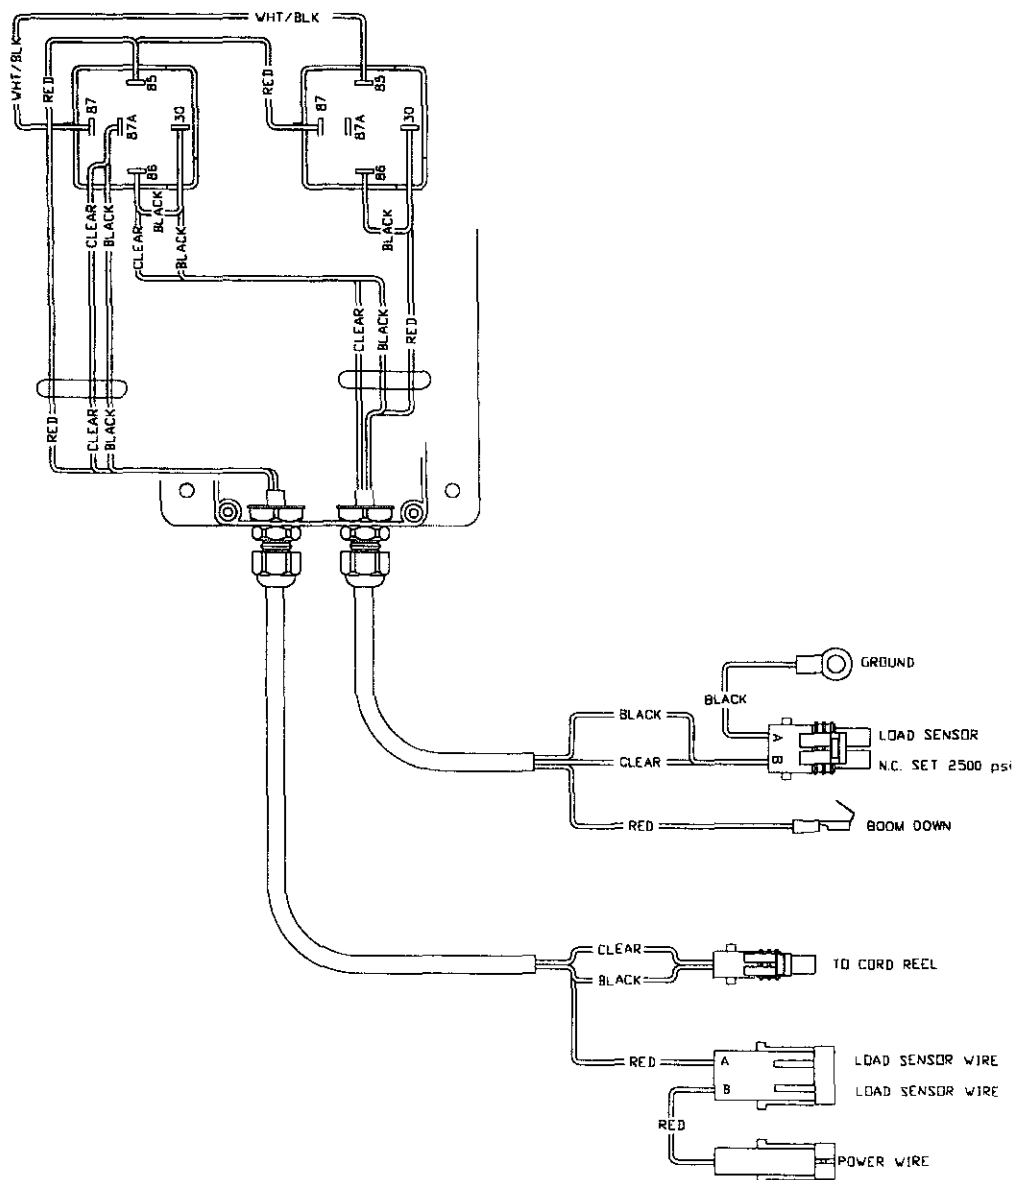 WHT/BLK
WHT/BLK
RED
RED
85
87
87A
30
86
85
87
87A
30
86
BLACK
CLEAR
BLACK
CLEAR
BLACK
BLACK
CLEAR
BLACK
RED
RED
CLEAR
BLACK
GROUND
BLACK
BLACK
A
LOAD SENSOR
CLEAR
B
N.C. SET 2500 psi
RED
BOOM DOWN
CLEAR
TO CORD REEL
BLACK
RED
A
LOAD SENSOR WIRE
B
LOAD SENSOR WIRE
RED
POWER WIRE